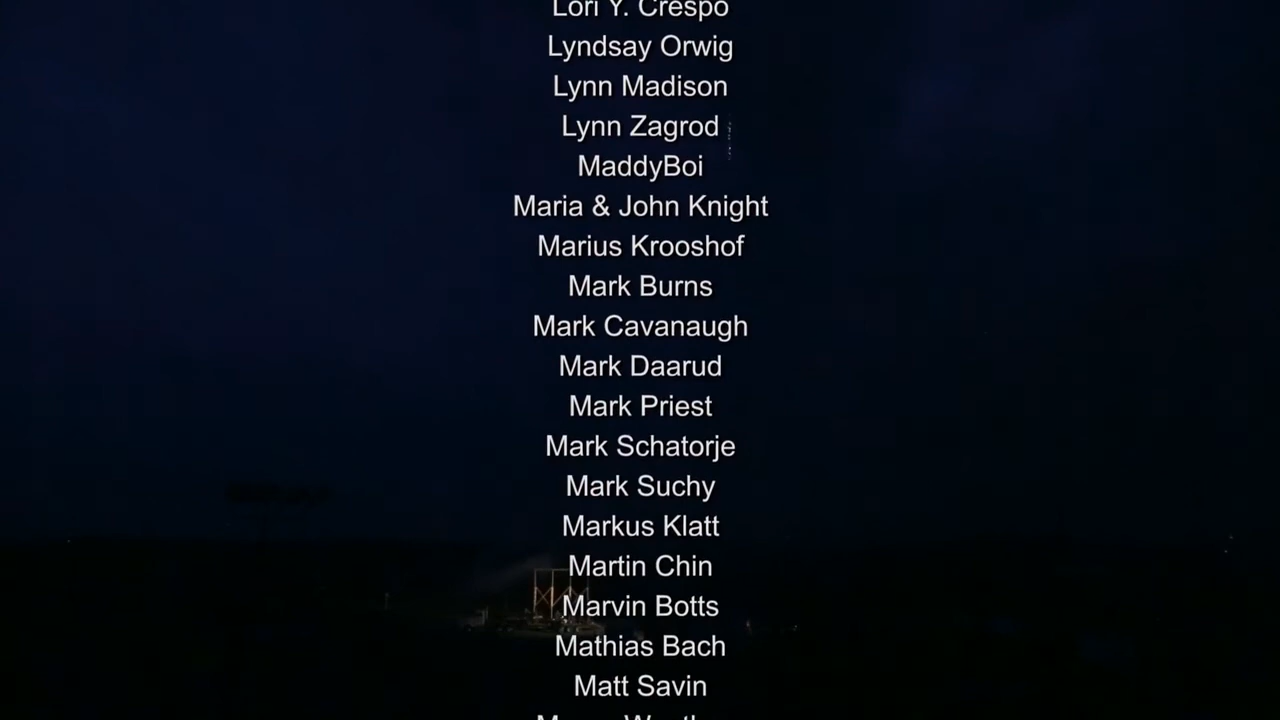 Lori Y. Crespo
Lyndsay Orwig
Lynn Madison
Lynn Zagrod
MaddyBoi
Maria & John Knight
Marius Krooshof
Mark Burns
Mark Cavanaugh
Mark Daarud
Mark Priest
Mark Schatorje
Mark Suchy
Markus Klatt
Martin Chin
Marvin Botts
Mathias Bach
Matt Savin